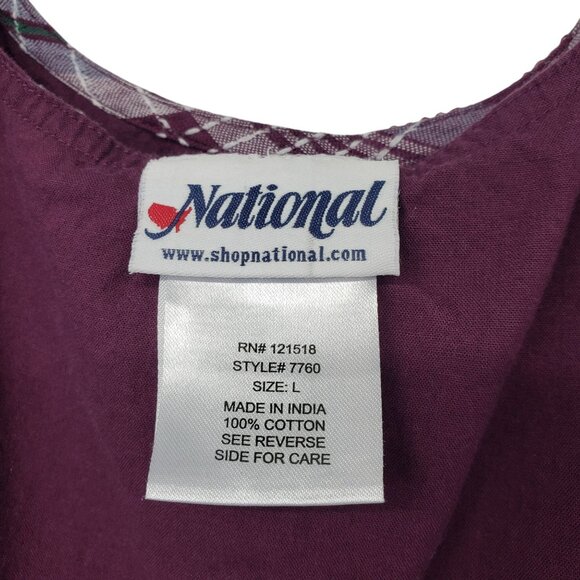 National
www.shopnational.com
RN# 121518
STYLE# 7760
SIZE: L
MADE IN INDIA
100% COTTON
SEE REVERSE
SIDE FOR CARE